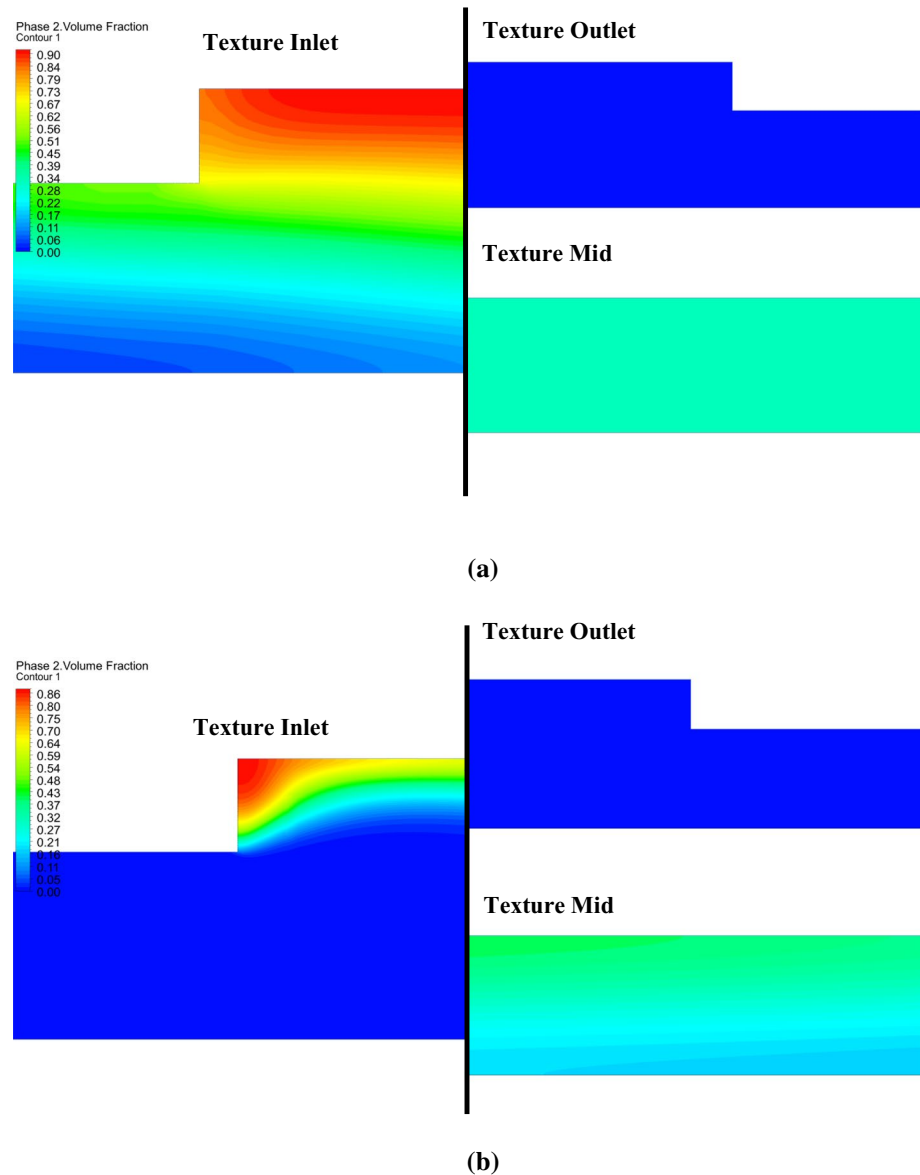 Phase 2.Volume Fraction
Contour 1
0.90
0.84
0.79
0.73
0.67
0.62
0.56
0.51
0.45
0.39
0.34
0.28
0.22
0.17
0.11
0.06
0.00
Texture Inlet
Texture Outlet
Texture Mid
(a)
Phase 2.Volume Fraction
Contour 1
0.86
0.80
0.75
0.70
0.64
0.59
0.54
0.48
0.43
0.37
0.32
0.27
0.21
0.16
0.11
0.05
0.00
Texture Inlet
Texture Outlet
Texture Mid
(b)